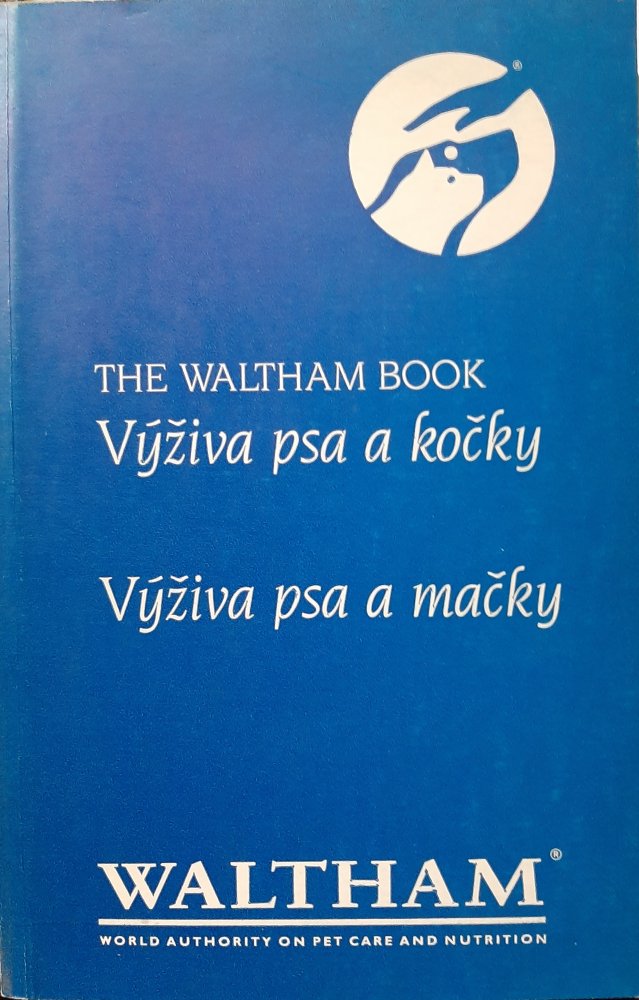 ®
THE WALTHAM BOOK
Výživa psa a kočky
Výživa psa a mačky
WALTHAM®
WORLD AUTHORITY ON PET CARE AND NUTRITION